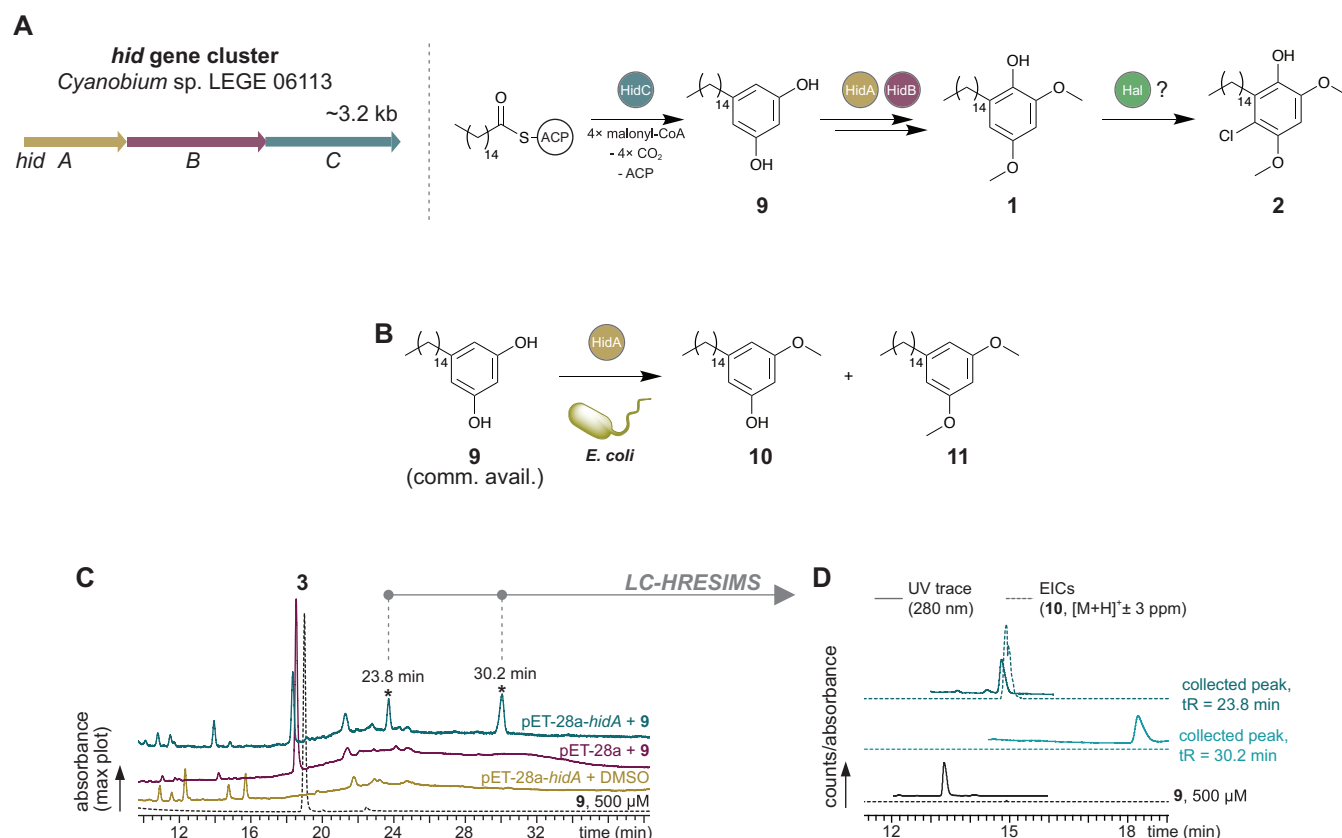 A
hid gene cluster
Cyanobium sp. LEGE 06113
~3.2 kb
hid A B C
14
O
S
ACP
HidC
4× malonyl-CoA
- 4× CO₂
- ACP
14
OH
OH
9
HidA HidB
OH
14
O
O
1
Hal ?
OH
14
O
Cl
O
2
B
14
OH
OH
9
(comm. avail.)
HidA
E. coli
14
O
OH
10
+
14
O
O
11
C
3
LC-HRESIMS
23.8 min
*
30.2 min
*
pET-28a-hidA + 9
pET-28a + 9
pET-28a-hidA + DMSO
9, 500 µM
absorbance
(max plot)
12 16 20 24 28 32 time (min)
D
UV trace
(280 nm)
EICs
(10, [M+H]⁺± 3 ppm)
collected peak,
tR = 23.8 min
collected peak,
tR = 30.2 min
9, 500 µM
counts/absorbance
12 15 18 time (min)